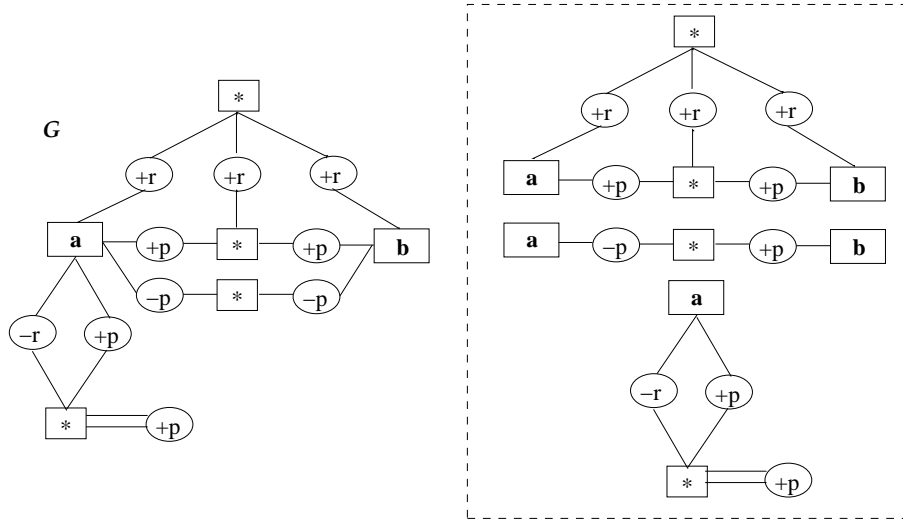 G
*
+r +r +r
a +p * +p b
−p * −p
−r +p
* +p
*
+r +r +r
a +p * +p b
a −p * +p b
a
−r +p
* +p